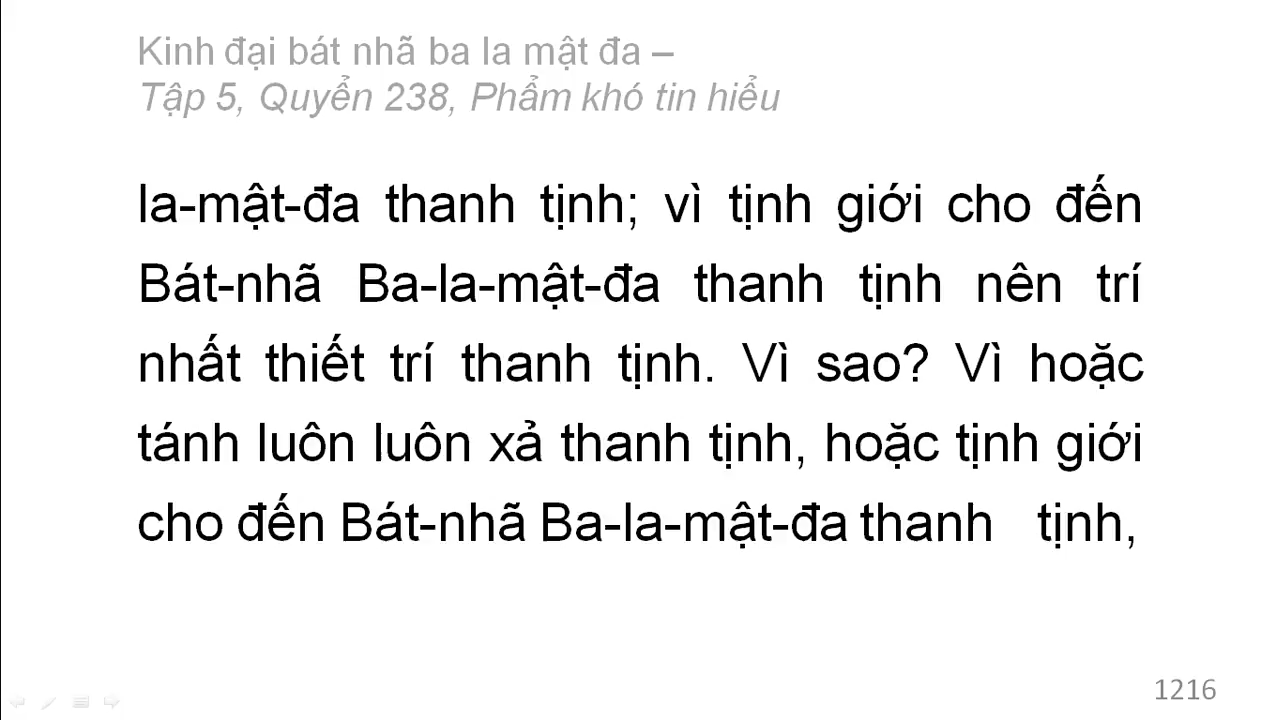 Kinh đại bát nhã ba la mật đa –
Tập 5, Quyển 238, Phẩm khó tin hiểu
la-mật-đa thanh tịnh; vì tịnh giới cho đến
Bát-nhã Ba-la-mật-đa thanh tịnh nên trí
nhất thiết trí thanh tịnh. Vì sao? Vì hoặc
tánh luôn luôn xả thanh tịnh, hoặc tịnh giới
cho đến Bát-nhã Ba-la-mật-đa thanh tịnh,
1216